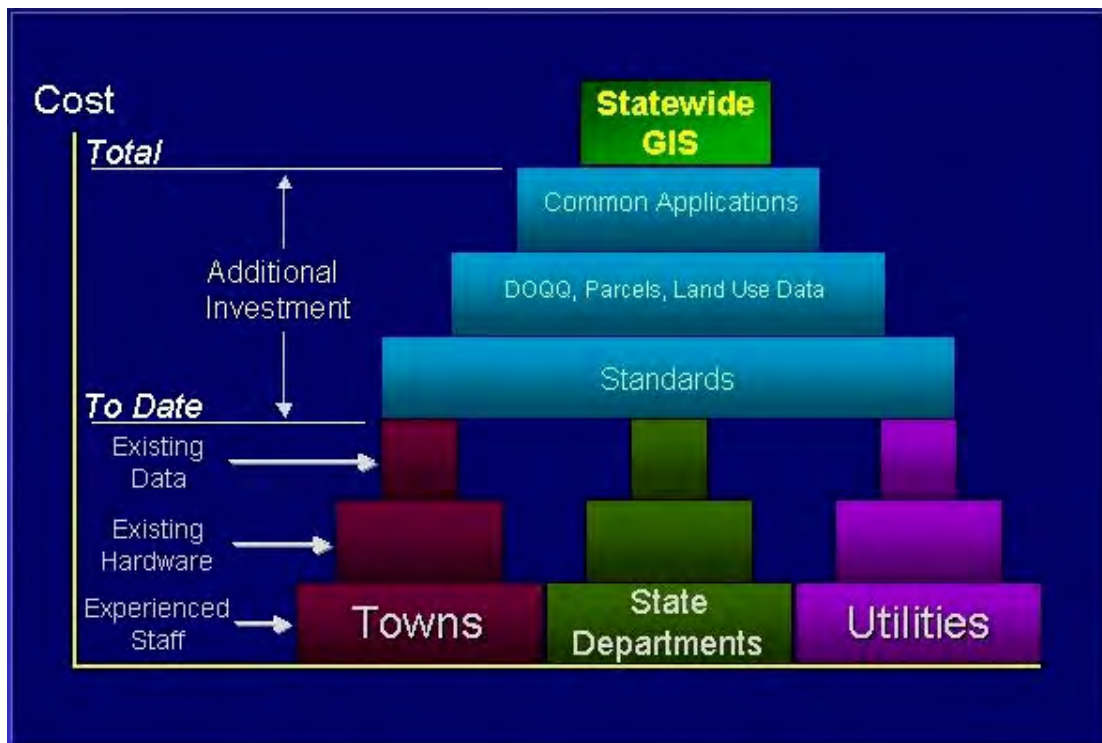 Cost
Statewide
GIS
Total
Common Applications
Additional
Investment
DOQQ, Parcels, Land Use Data
Standards
To Date
Existing
Data
Existing
Hardware
Experienced
Staff
Towns
State
Departments
Utilities